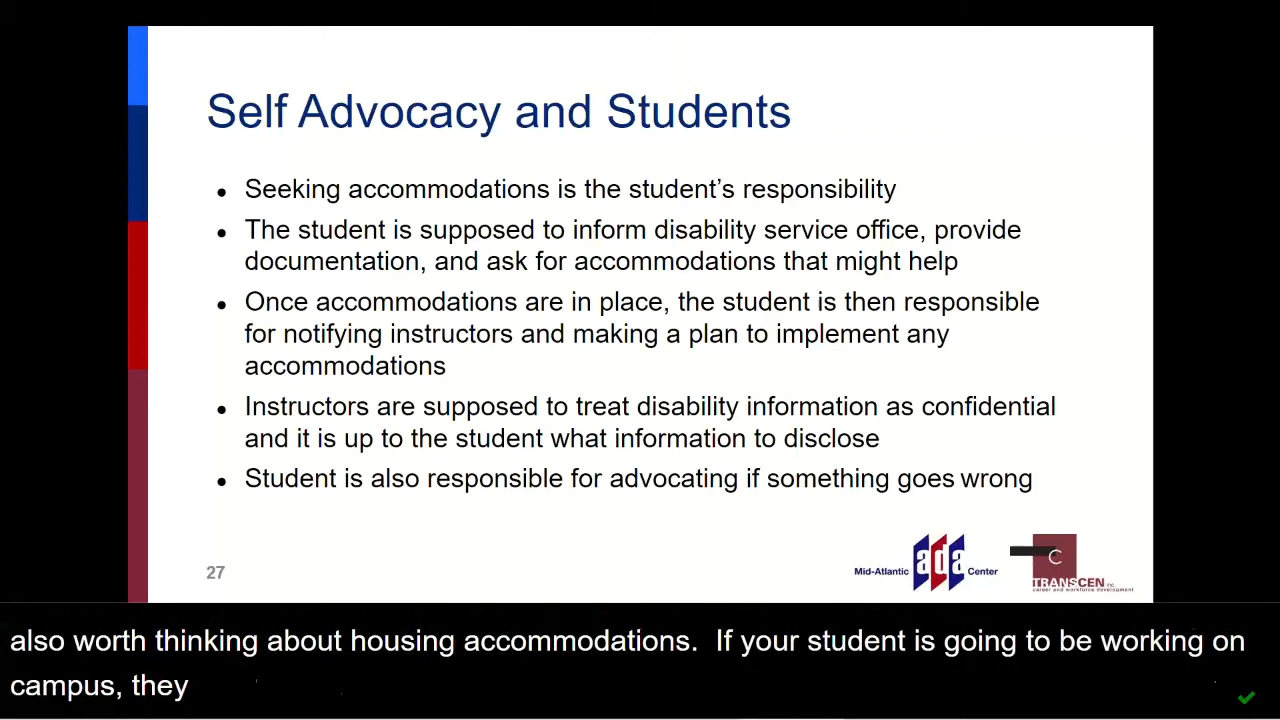 Self Advocacy and Students
• Seeking accommodations is the student’s responsibility
• The student is supposed to inform disability service office, provide
documentation, and ask for accommodations that might help
• Once accommodations are in place, the student is then responsible
for notifying instructors and making a plan to implement any
accommodations
• Instructors are supposed to treat disability information as confidential
and it is up to the student what information to disclose
• Student is also responsible for advocating if something goes wrong
27
Mid-Atlantic ada Center
C
TRANSCEN inc.
career and workforce development
also worth thinking about housing accommodations.  If your student is going to be working on
campus, they